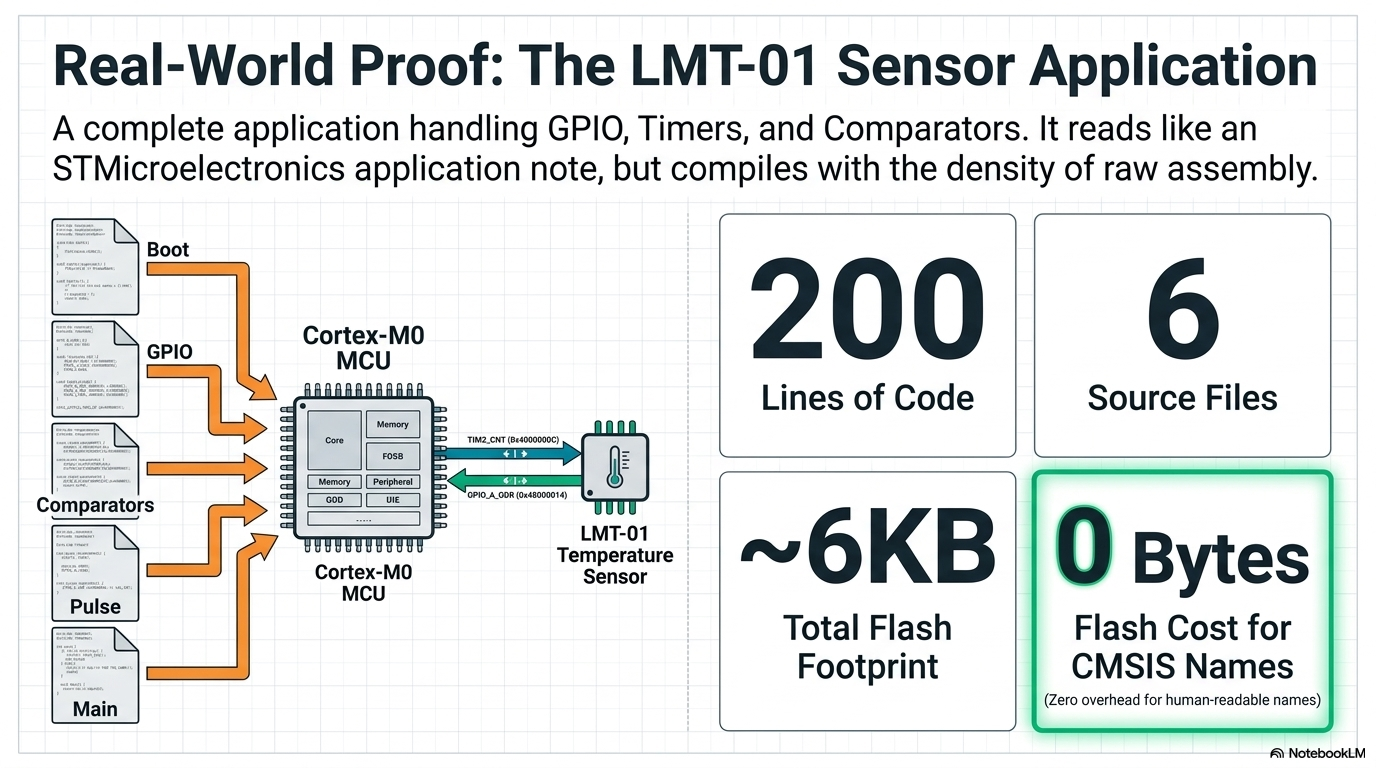 Real-World Proof: The LMT-01 Sensor Application
A complete application handling GPIO, Timers, and Comparators. It reads like an
STMicroelectronics application note, but compiles with the density of raw assembly.
Boot
GPIO
Comparators
Pulse
Main
Cortex-M0
MCU
Core
Memory
F0SB
Memory
Peripheral
GOD
UIE
Cortex-M0
MCU
TIM2_CNT (Bx4000000C)
GPIO_A_GDR (0x48000014)
LMT-01
Temperature
Sensor
200
Lines of Code
6
Source Files
~6KB
Total Flash
Footprint
0 Bytes
Flash Cost for
CMSIS Names
(Zero overhead for human-readable names)
NotebookLM